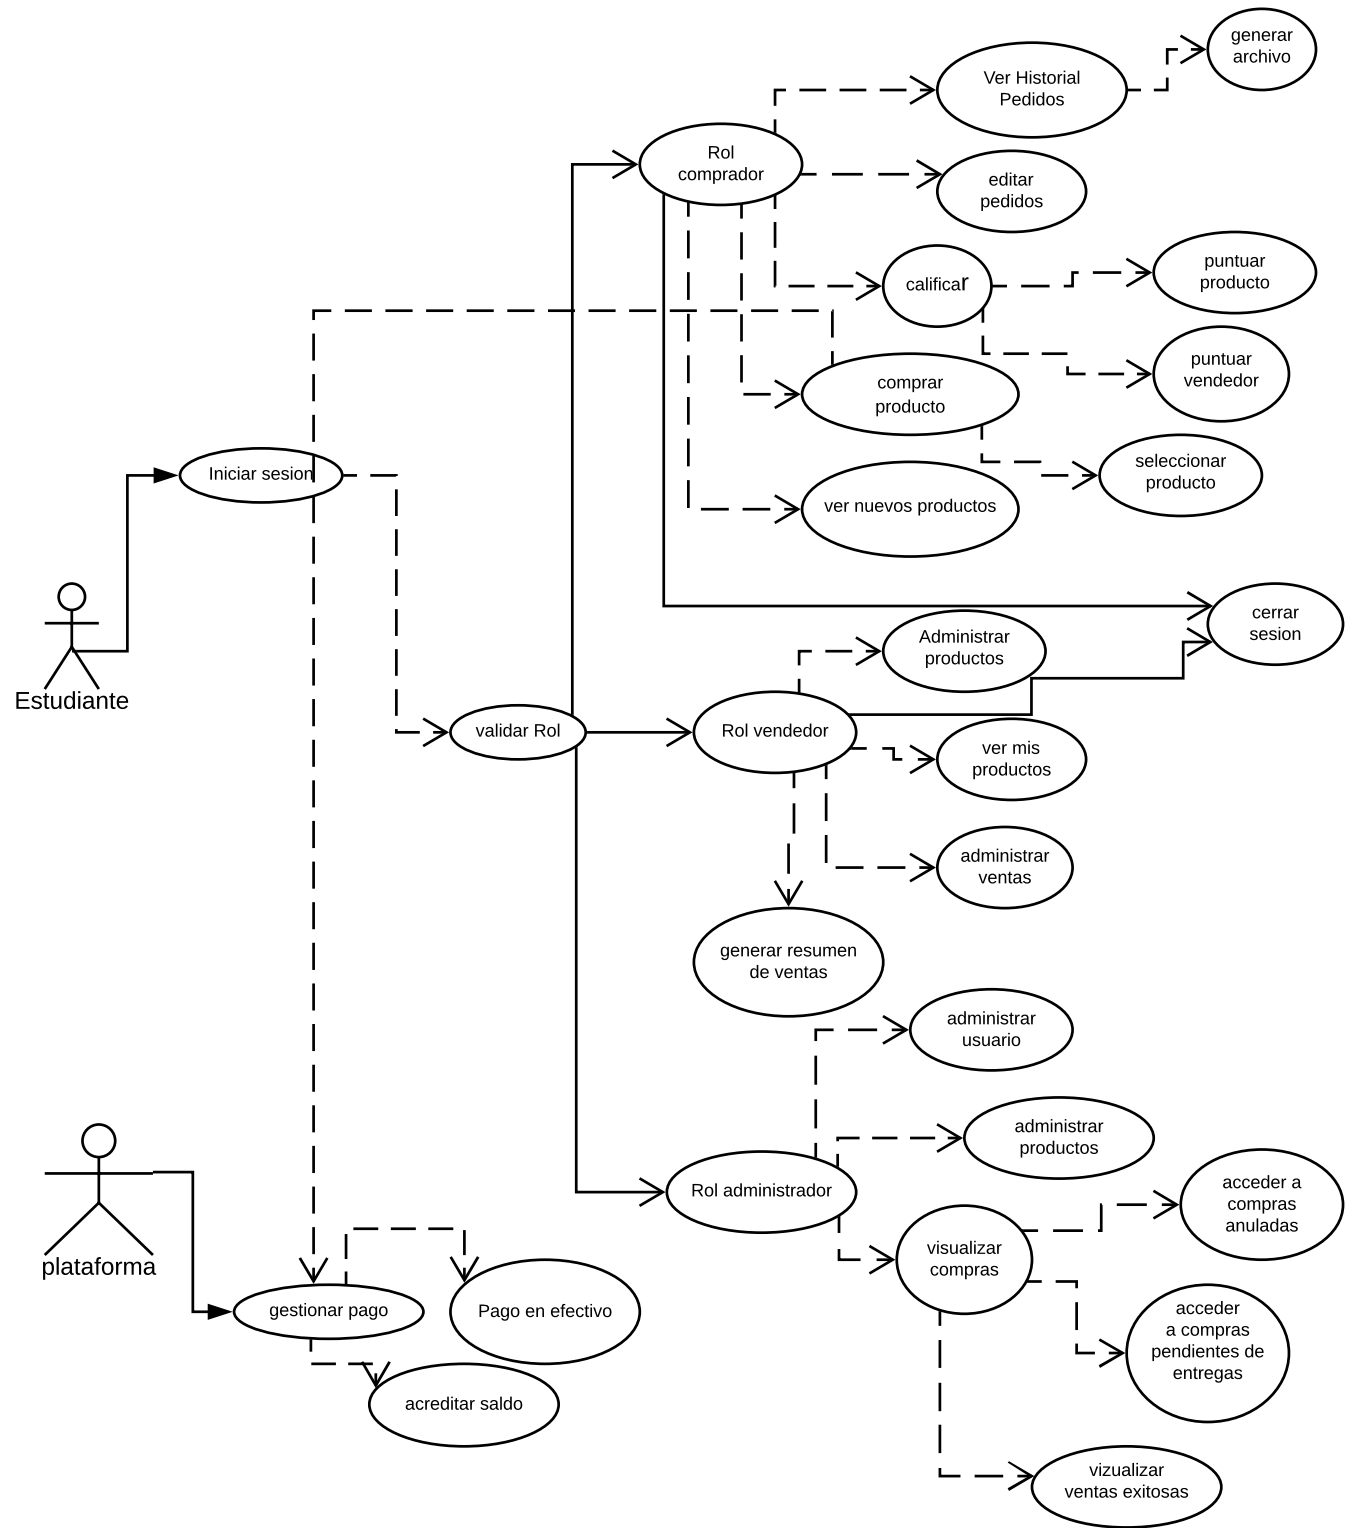 generar
archivo
Ver Historial
Pedidos
Rol
comprador
editar
pedidos
calificar
puntuar
producto
puntuar
vendedor
comprar
producto
seleccionar
producto
Iniciar sesion
ver nuevos productos
cerrar
sesion
Administrar
productos
Estudiante
validar Rol
Rol vendedor
ver mis
productos
administrar
ventas
generar resumen
de ventas
administrar
usuario
administrar
productos
Rol administrador
acceder a
compras
anuladas
visualizar
compras
plataforma
gestionar pago
Pago en efectivo
acceder
a compras
pendientes de
entregas
acreditar saldo
vizualizar
ventas exitosas